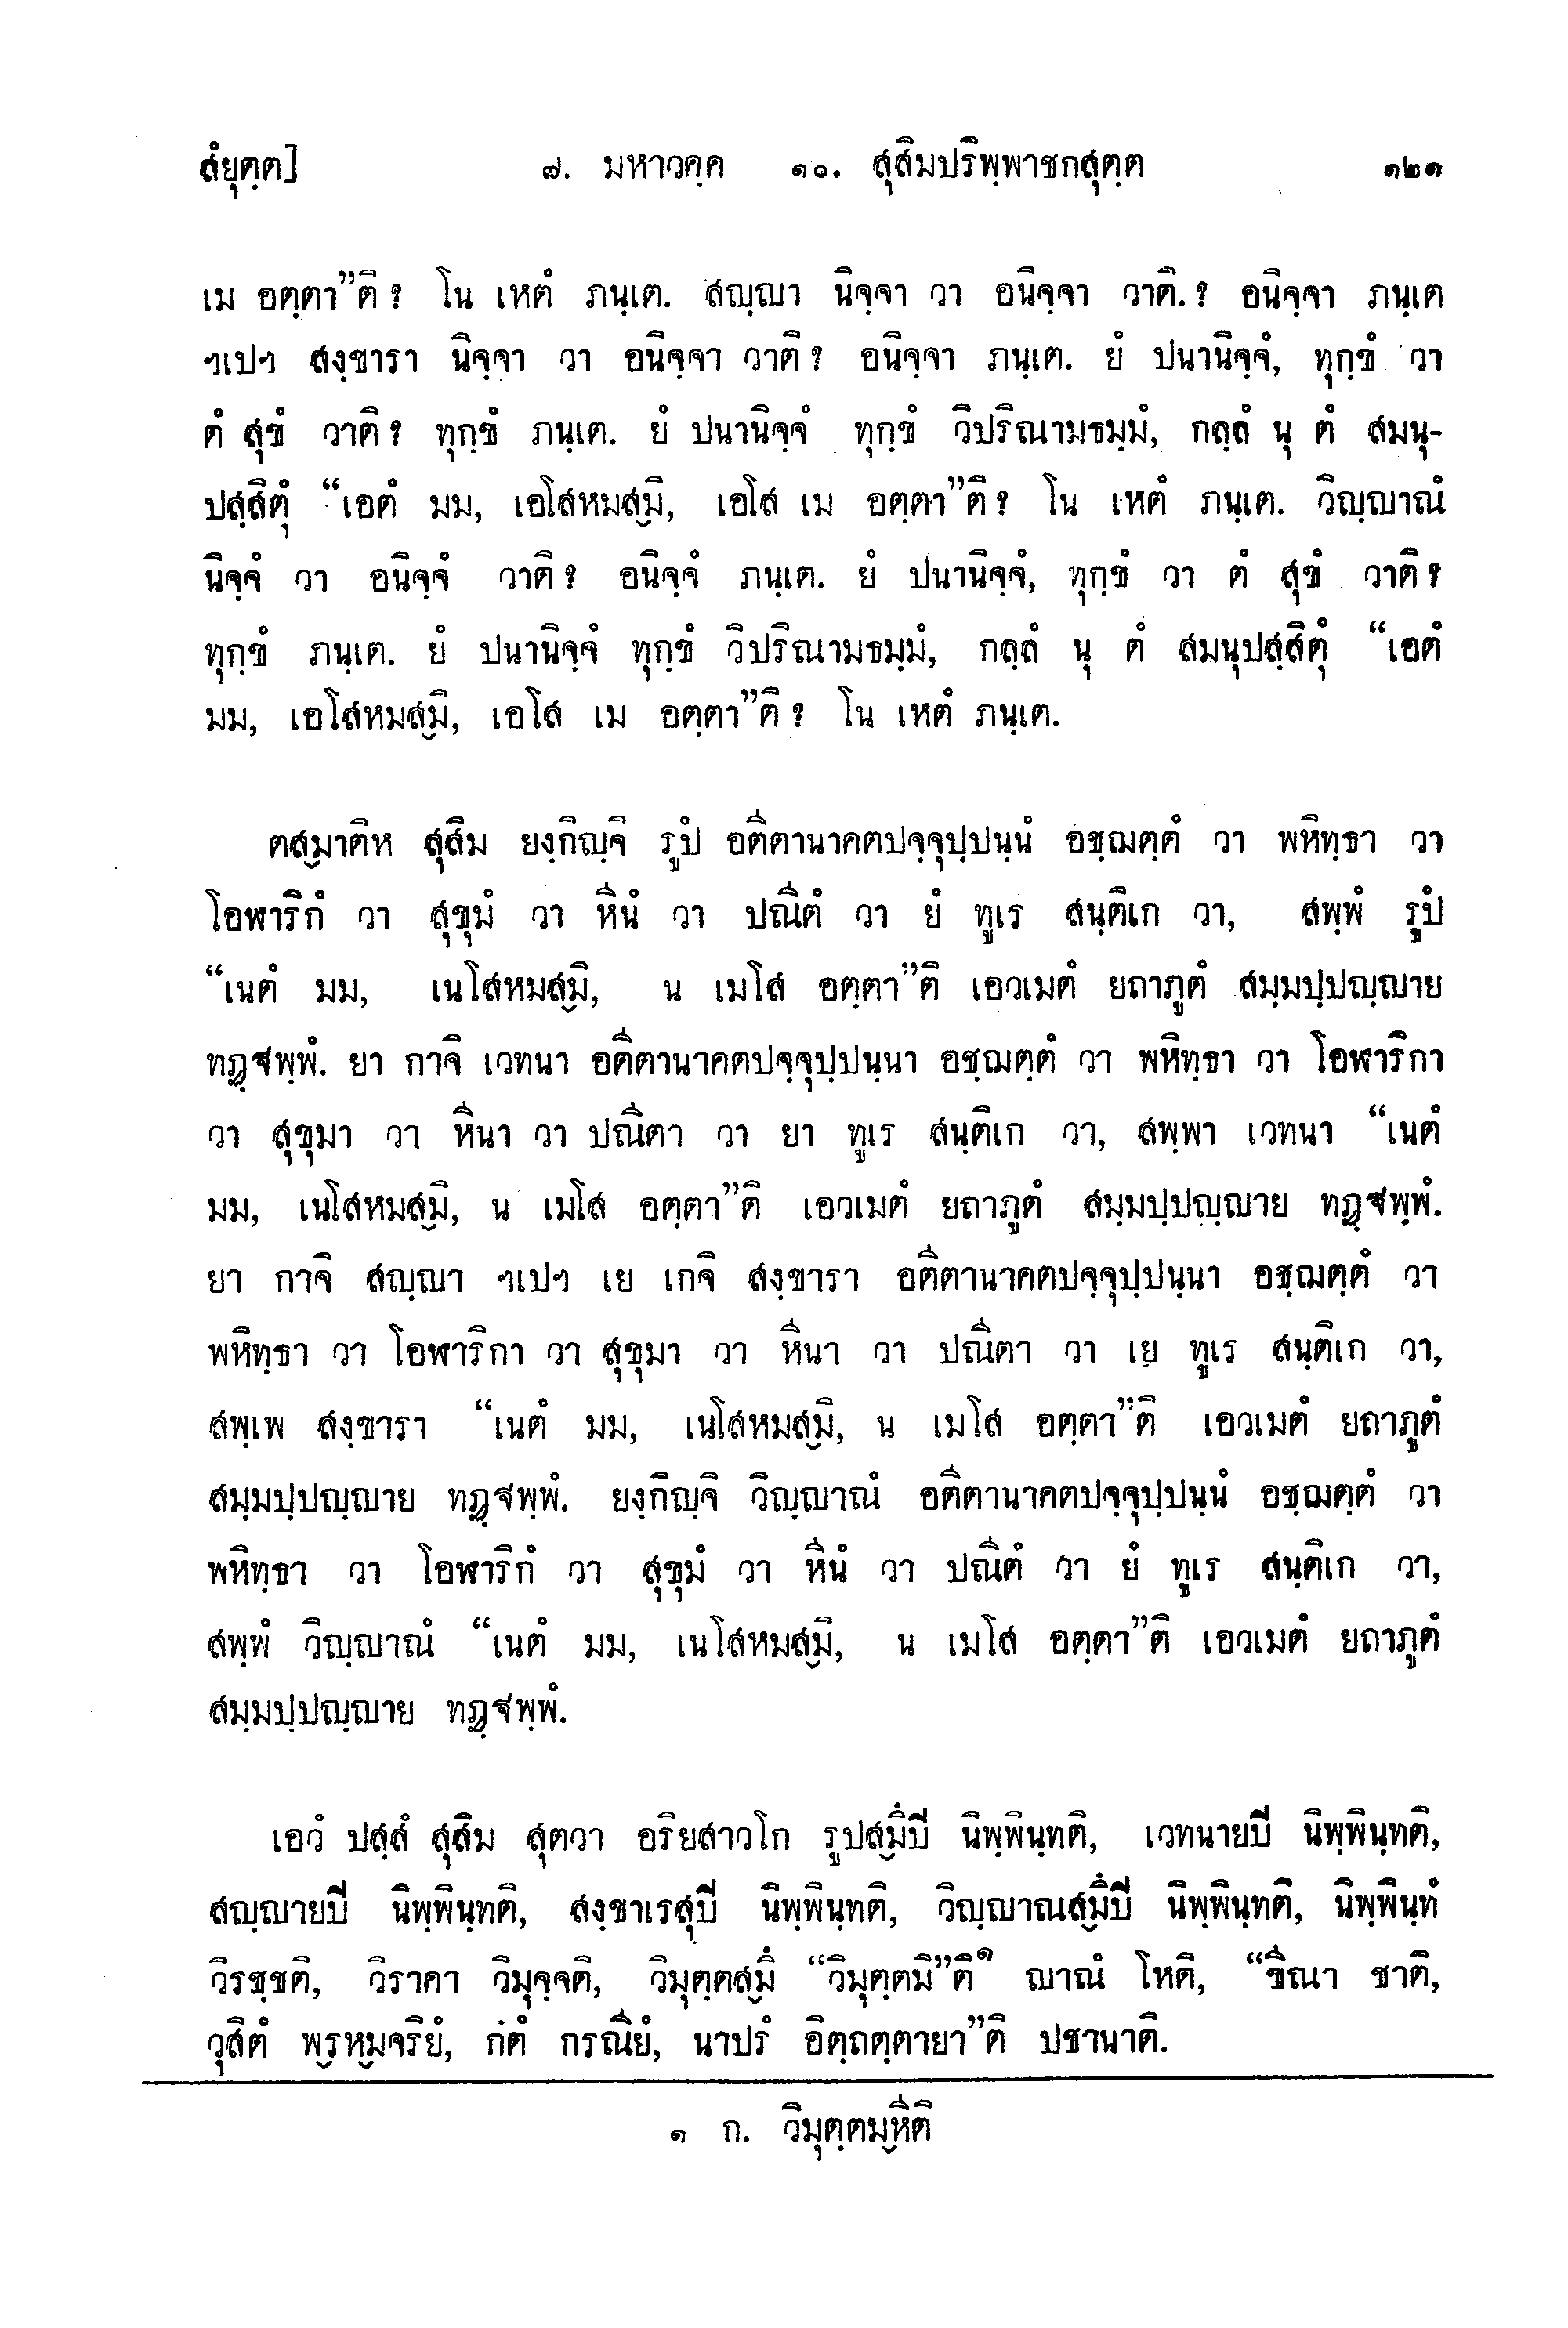 สํยุตฺต]	๗. มหาวคฺค	๑๐. สุสิมปริพฺพาชกสุตฺต	๑๒๑
เม อตฺตา”ติ? โน เหตํ ภนฺเต. สญฺญา นิจฺจา วา อนิจฺจา วาติ.? อนิจฺจา ภนฺเต
ฯเปฯ สงฺขารา นิจฺจา วา อนิจฺจา วาติ? อนิจฺจา ภนฺเต. ยํ ปนานิจฺจํ, ทุกฺขํ วา
ตํ สุขํ วาติ? ทุกฺขํ ภนฺเต. ยํ ปนานิจฺจํ ทุกฺขํ วิปริณามธมฺมํ, กลฺลํ นุ ตํ สมนุ-
ปสฺสิตุํ “เอตํ มม, เอโสหมสฺมิ, เอโส เม อตฺตา”ติ? โน เหตํ ภนฺเต. วิญฺญาณํ
นิจฺจํ วา อนิจฺจํ วาติ? อนิจฺจํ ภนฺเต. ยํ ปนานิจฺจํ, ทุกฺขํ วา ตํ สุขํ วาติ?
ทุกฺขํ ภนฺเต. ยํ ปนานิจฺจํ ทุกฺขํ วิปริณามธมฺมํ, กลฺลํ นุ ตํ สมนุปสฺสิตุํ “เอตํ
มม, เอโสหมสฺมิ, เอโส เม อตฺตา”ติ? โน เหตํ ภนฺเต.
ตสฺมาติห สุสิม ยงฺกิญฺจิ รูปํ อตีตานาคตปจฺจุปฺปนฺนํ อชฺฌตฺตํ วา พหิทฺธา วา
โอฬาริกํ วา สุขุมํ วา หีนํ วา ปณีตํ วา ยํ ทูเร สนฺติเก วา, สพฺพํ รูปํ
“เนตํ มม, เนโสหมสฺมิ, น เมโส อตฺตา”ติ เอวเมตํ ยถาภูตํ สมฺมปฺปญฺญาย
ทฏฺฐพฺพํ. ยา กาจิ เวทนา อตีตานาคตปจฺจุปฺปนฺนา อชฺฌตฺตํ วา พหิทฺธา วา โอฬาริกา
วา สุขุมา วา หีนา วา ปณีตา วา ยา ทูเร สนฺติเก วา, สพฺพา เวทนา “เนตํ
มม, เนโสหมสฺมิ, น เมโส อตฺตา”ติ เอวเมตํ ยถาภูตํ สมฺมปฺปญฺญาย ทฏฺฐพฺพํ.
ยา กาจิ สญฺญา ฯเปฯ เย เกจิ สงฺขารา อตีตานาคตปจฺจุปฺปนฺนา อชฺฌตฺตํ วา
พหิทฺธา วา โอฬาริกา วา สุขุมา วา หีนา วา ปณีตา วา เย ทูเร สนฺติเก วา,
สพฺเพ สงฺขารา “เนตํ มม, เนโสหมสฺมิ, น เมโส อตฺตา”ติ เอวเมตํ ยถาภูตํ
สมฺมปฺปญฺญาย ทฏฺฐพฺพํ. ยงฺกิญฺจิ วิญฺญาณํ อตีตานาคตปจฺจุปฺปนฺนํ อชฺฌตฺตํ วา
พหิทฺธา วา โอฬาริกํ วา สุขุมํ วา หีนํ วา ปณีตํ วา ยํ ทูเร สนฺติเก วา,
สพฺพํ วิญฺญาณํ “เนตํ มม, เนโสหมสฺมิ, น เมโส อตฺตา”ติ เอวเมตํ ยถาภูตํ
สมฺมปฺปญฺญาย ทฏฺฐพฺพํ.
เอวํ ปสฺสํ สุสิม สุตวา อริยสาวโก รูปสฺมิํปิ นิพฺพินฺทติ, เวทนายปิ นิพฺพินฺทติ,
สญฺญายปิ นิพฺพินฺทติ, สงฺขาเรสุปิ นิพฺพินฺทติ, วิญฺญาณสฺมิํปิ นิพฺพินฺทติ, นิพฺพินฺทํ
วิรชฺชติ, วิราคา วิมุจฺจติ, วิมุตฺตสฺมิํ “วิมุตฺตมิ”ติ๑ ญาณํ โหติ, “ขีณา ชาติ,
วุสิตํ พฺรหฺมจริยํ, กตํ กรณียํ, นาปรํ อิตฺถตฺตายา”ติ ปชานาติ.
๑ ก. วิมุตฺตมฺหีติ